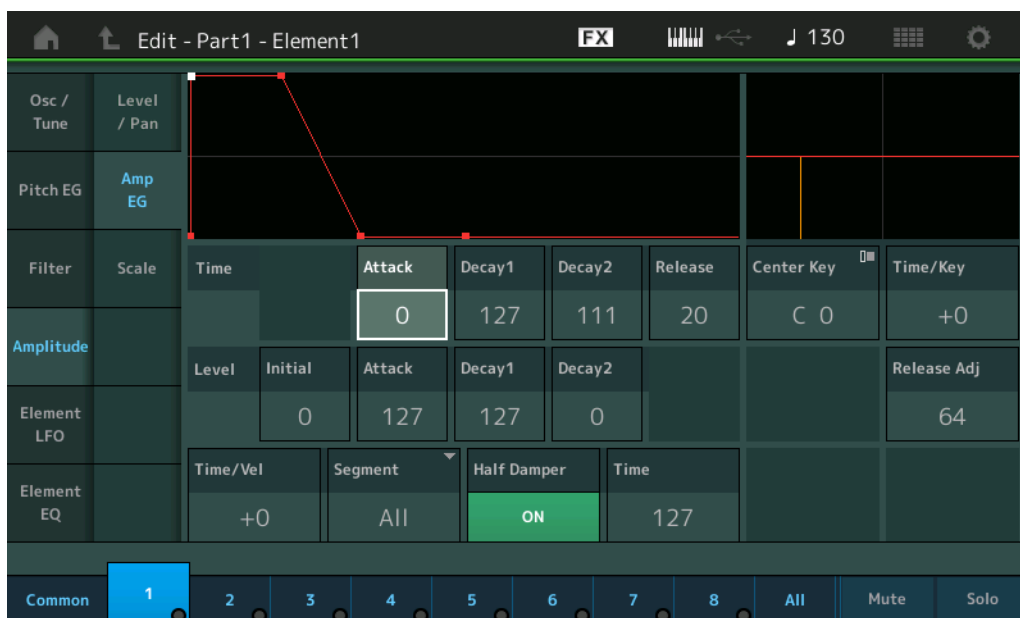 Edit - Part1 - Element1
FX
130
Osc /
Tune
Level
/ Pan
Pitch EG
Amp
EG
Filter
Scale
Time
Attack
Decay1
Decay2
Release
Center Key
Time/Key
0
127
111
20
C 0
+0
Amplitude
Level
Initial
Attack
Decay1
Decay2
Release Adj
0
127
127
0
64
Element
LFO
Time/Vel
Segment
Half Damper
Time
+0
All
ON
127
Element
EQ
Common
1
2
3
4
5
6
7
8
All
Mute
Solo